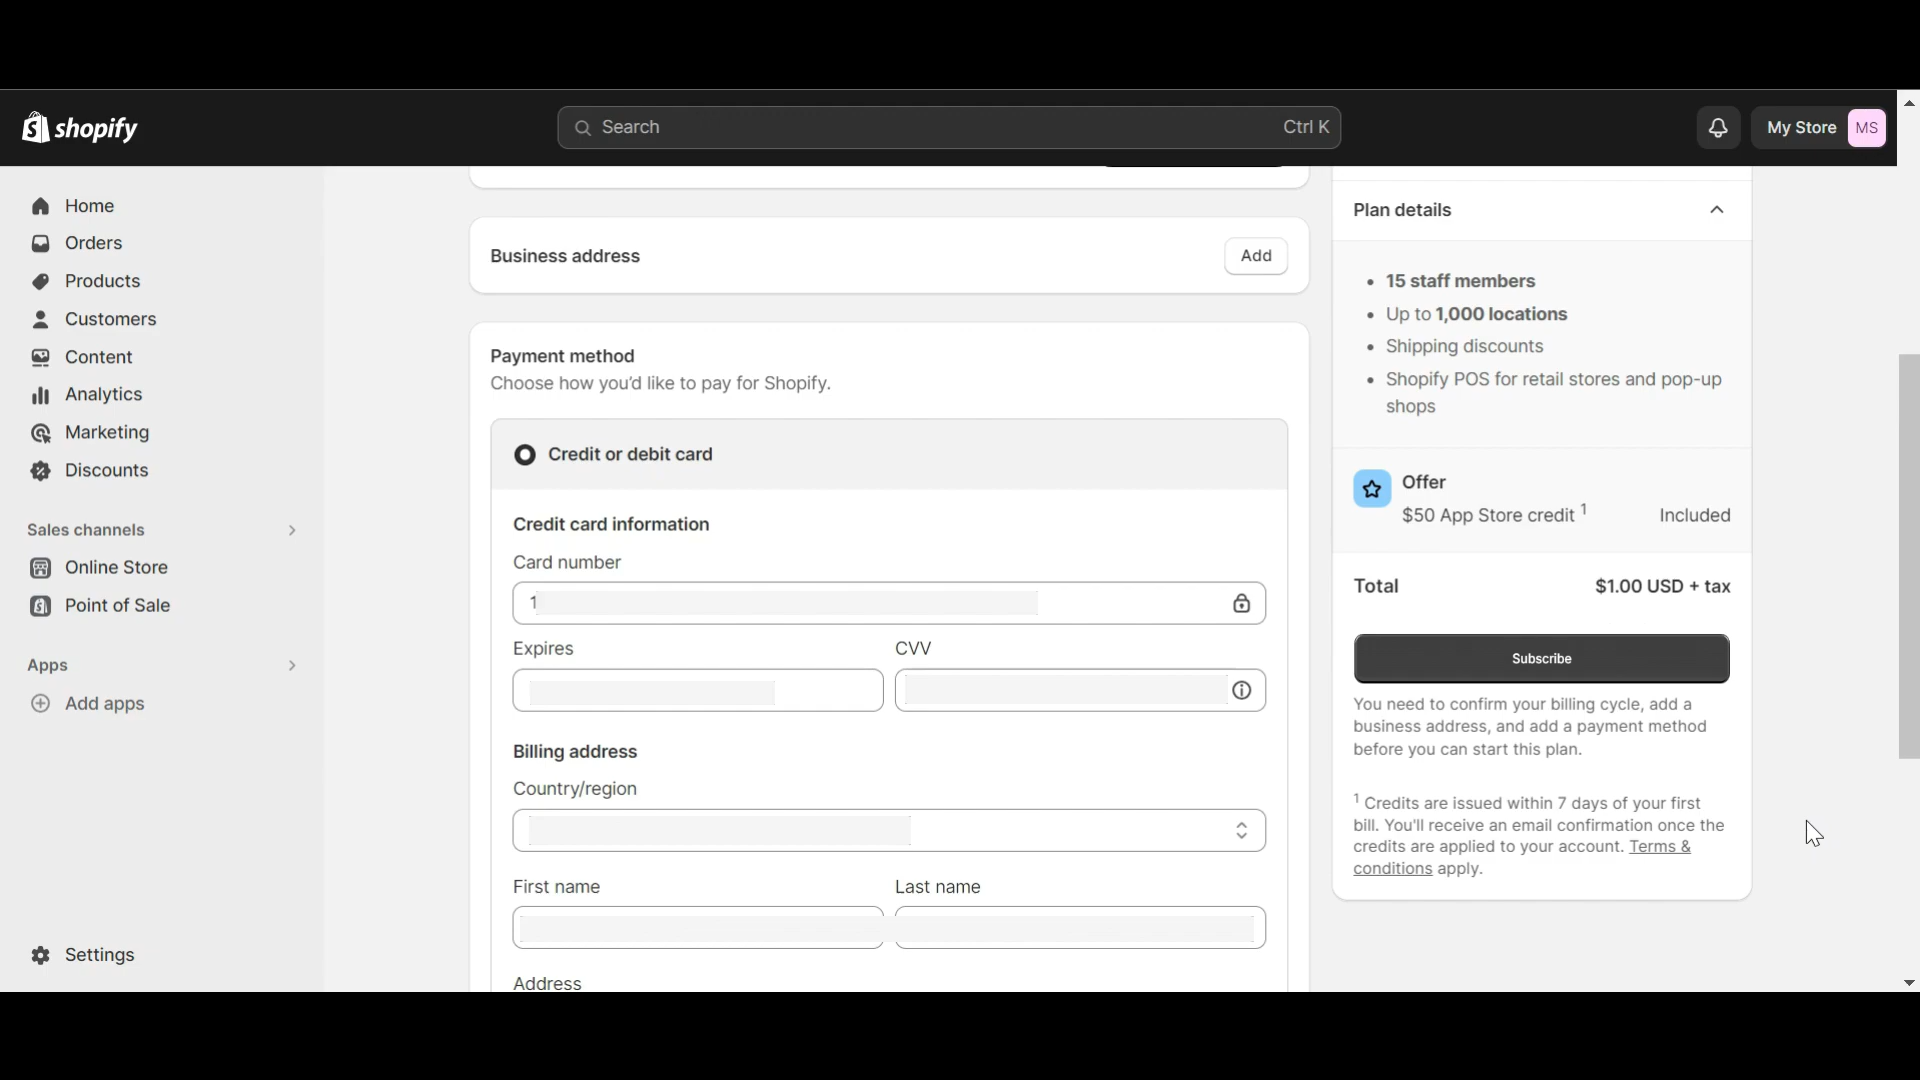 shopify
Search
Ctrl K
My Store
MS
Home
Orders
Products
Customers
Content
Analytics
Marketing
Discounts
Sales channels
Online Store
Point of Sale
Apps
Add apps
Settings
Business address
Add
Payment method
Choose how you'd like to pay for Shopify.
Credit or debit card
Credit card information
Card number
1
Expires
CVV
Billing address
Country/region
First name
Last name
Address
Plan details
• 15 staff members
• Up to 1,000 locations
• Shipping discounts
• Shopify POS for retail stores and pop-up
shops
Offer
$50 App Store credit 1
Included
Total
$1.00 USD + tax
Subscribe
You need to confirm your billing cycle, add a
business address, and add a payment method
before you can start this plan.
1 Credits are issued within 7 days of your first
bill. You'll receive an email confirmation once the
credits are applied to your account. Terms &
conditions apply.